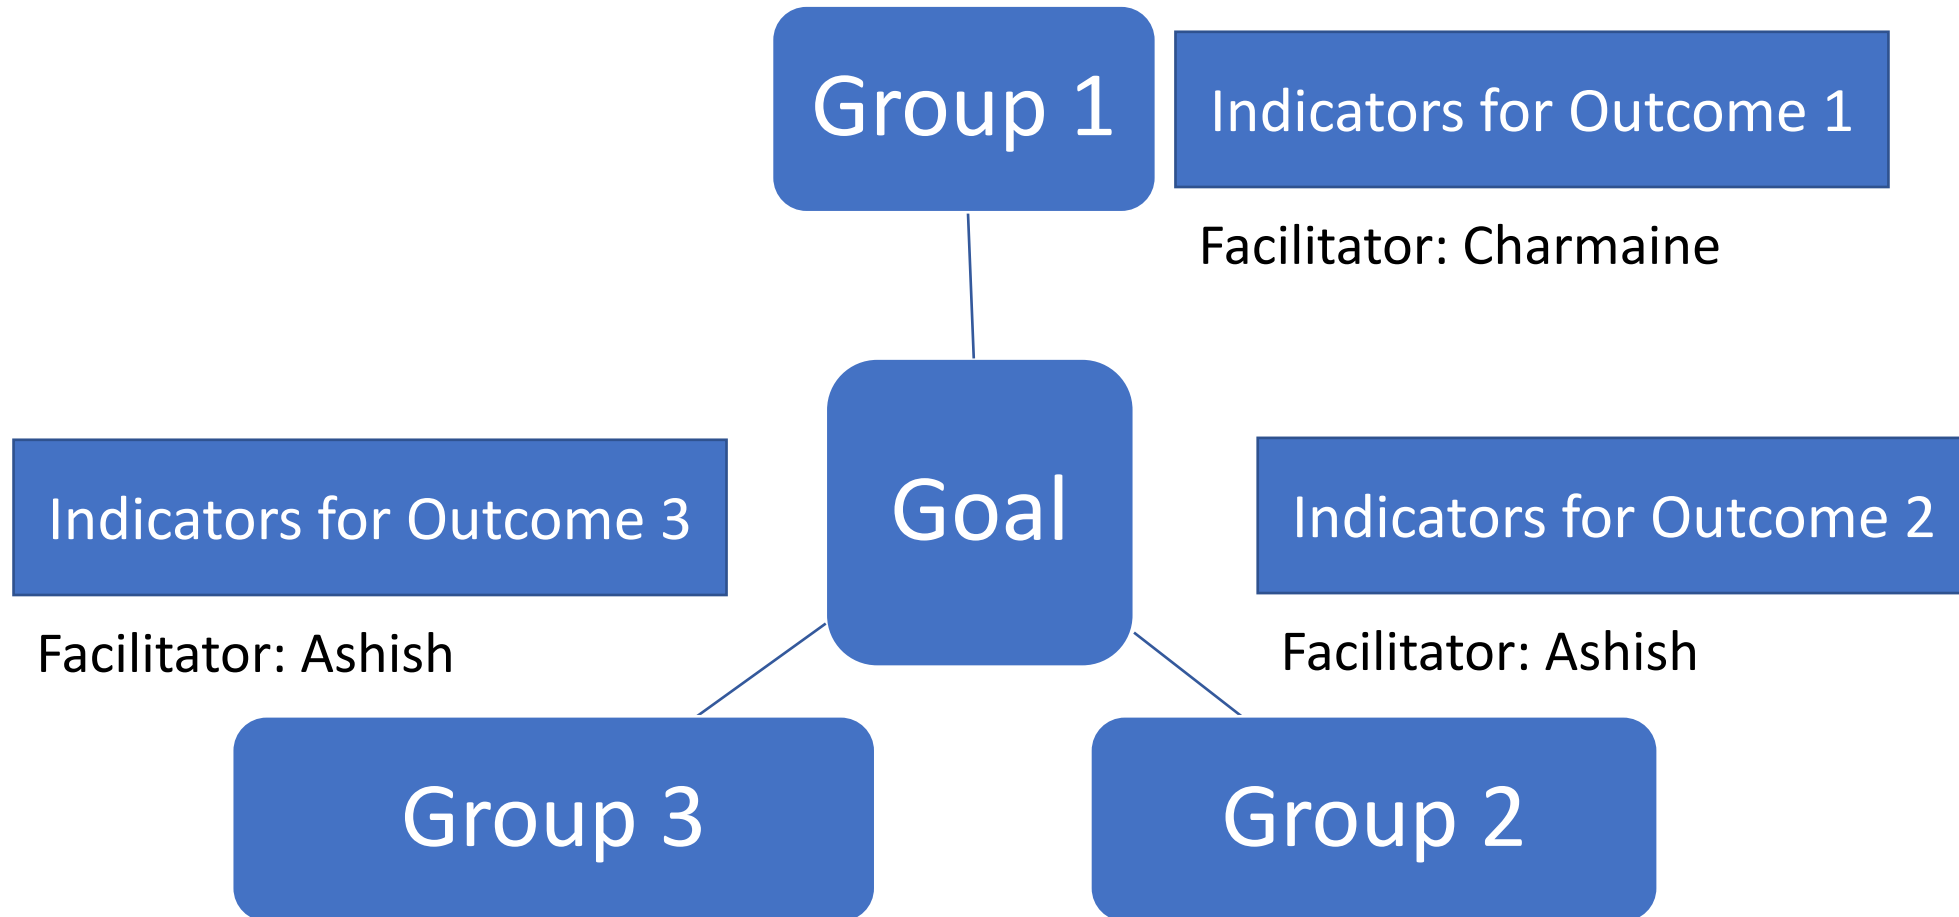 Group 1
Indicators for Outcome 1
Facilitator: Charmaine
Goal
Indicators for Outcome 3
Facilitator: Ashish
Indicators for Outcome 2
Facilitator: Ashish
Group 3
Group 2